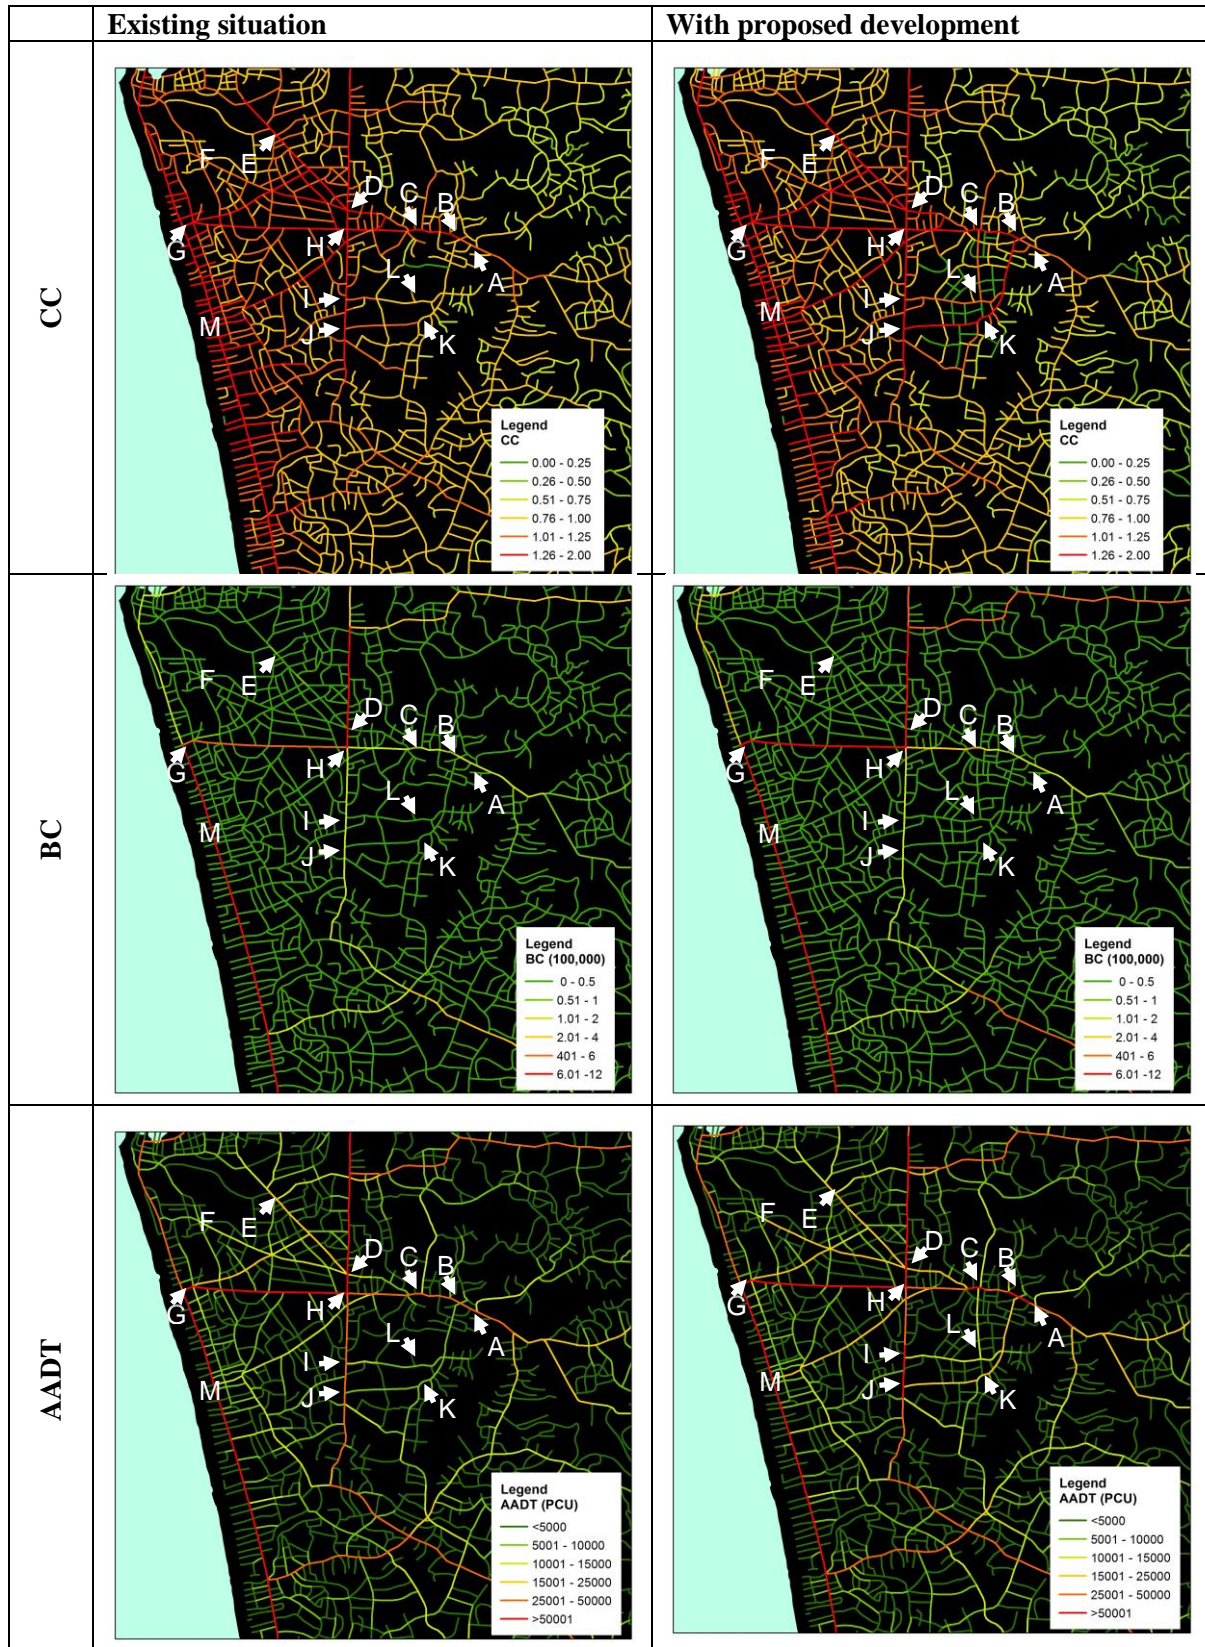 Existing situation
With proposed development
CC
F
E
D
C
B
G
H
L
A
I
M
J
K
Legend
CC
0.00 - 0.25
0.26 - 0.50
0.51 - 0.75
0.76 - 1.00
1.01 - 1.25
1.26 - 2.00
F
E
D
C
B
G
H
L
A
I
M
J
K
Legend
CC
0.00 - 0.25
0.26 - 0.50
0.51 - 0.75
0.76 - 1.00
1.01 - 1.25
1.26 - 2.00
BC
F
E
D
C
B
G
H
L
A
I
M
J
K
Legend
BC (100,000)
0 - 0.5
0.51 - 1
1.01 - 2
2.01 - 4
401 - 6
6.01 -12
F
E
D
C
B
G
H
L
A
I
M
J
K
Legend
BC (100,000)
0 - 0.5
0.51 - 1
1.01 - 2
2.01 - 4
401 - 6
6.01 -12
AADT
F
E
D
C
B
G
H
L
A
I
M
J
K
Legend
AADT (PCU)
<5000
5001 - 10000
10001 - 15000
15001 - 25000
25001 - 50000
>50001
F
E
D
C
B
G
H
L
A
I
M
J
K
Legend
AADT (PCU)
<5000
5001 - 10000
10001 - 15000
15001 - 25000
25001 - 50000
>50001